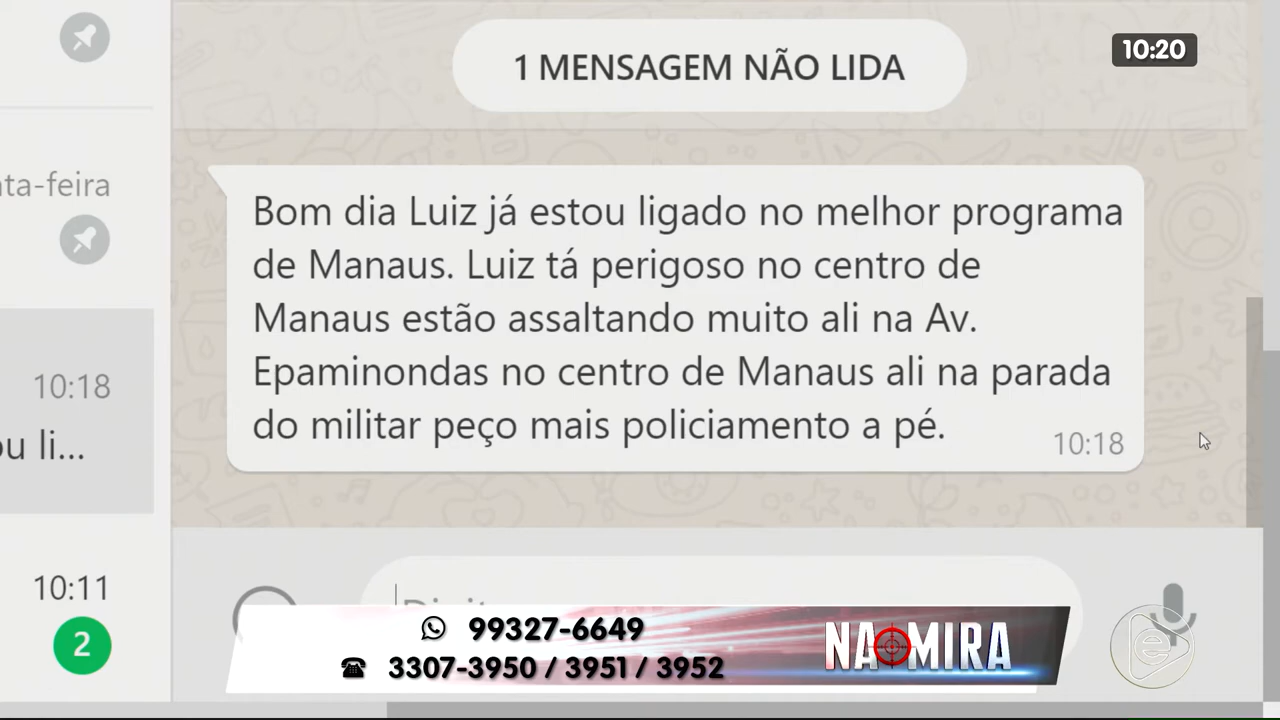 10:20
1 MENSAGEM NÃO LIDA
ta-feira
Bom dia Luiz já estou ligado no melhor programa
de Manaus. Luiz tá perigoso no centro de
Manaus estão assaltando muito ali na Av.
Epaminondas no centro de Manaus ali na parada
do militar peço mais policiamento a pé.
10:18
10:18
ou li...
10:11
2
99327-6649
3307-3950 / 3951 / 3952
NA MIRA
e